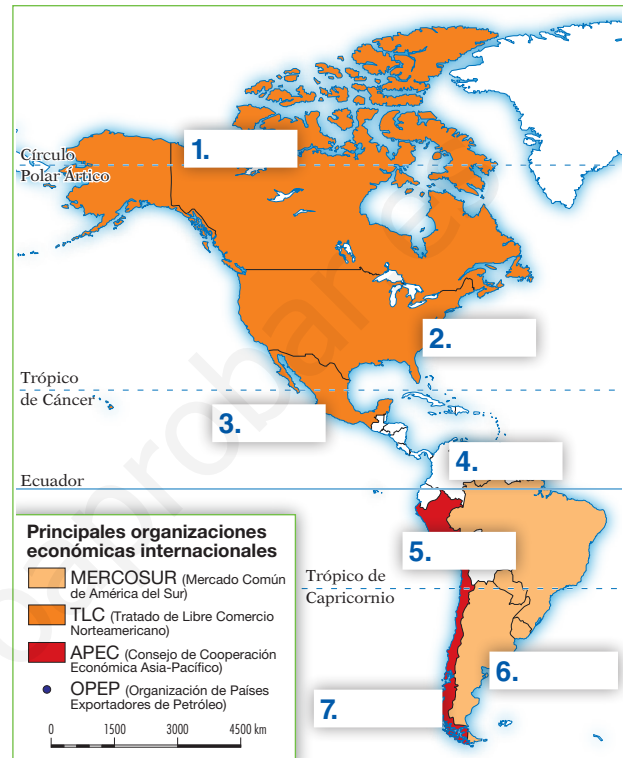 1.
Círculo
Polar Ártico
2.
Trópico
de Cáncer
3.
4.
Ecuador
5.
Trópico de
Capricornio
6.
7.
Principales organizaciones
económicas internacionales
MERCOSUR (Mercado Común
de América del Sur)
TLC (Tratado de Libre Comercio
Norteamericano)
APEC (Consejo de Cooperación
Económica Asia-Pacífico)
OPEP (Organización de Países
Exportadores de Petróleo)
0 1500 3000 4500 km